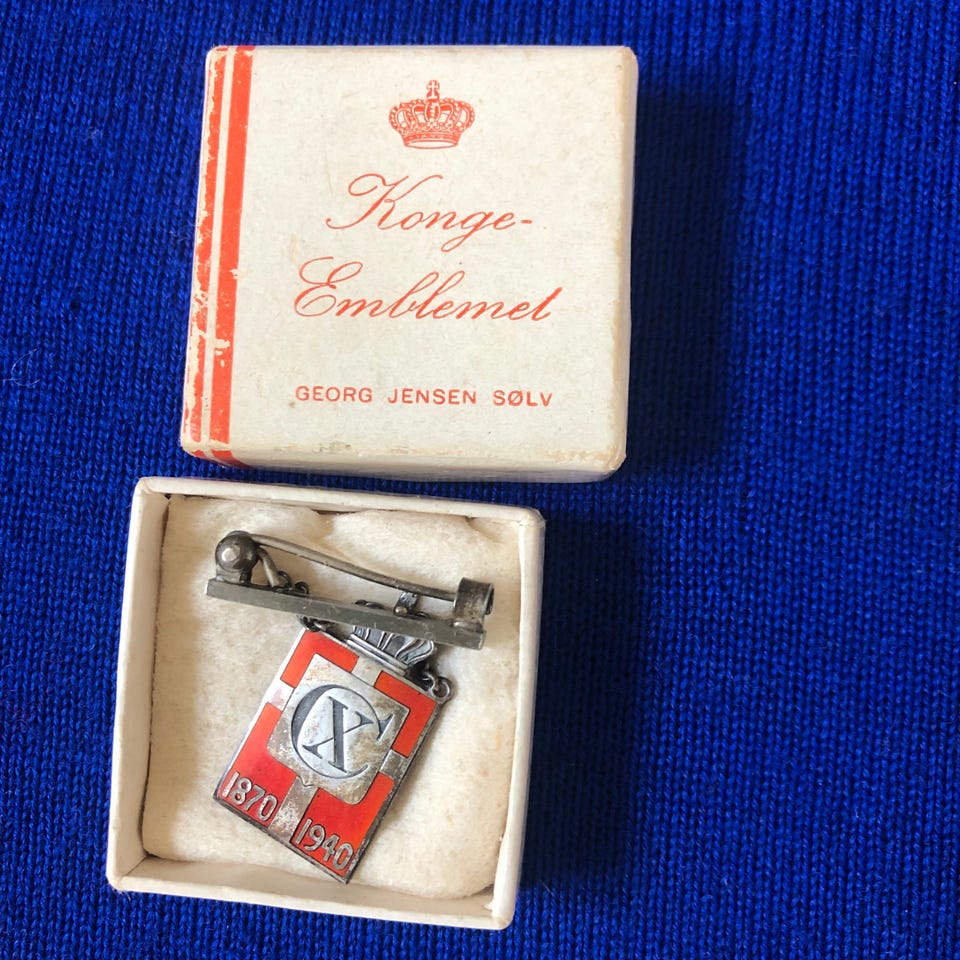 Konge-
Emblemet
GEORG JENSEN SØLV
CX
1870
1940